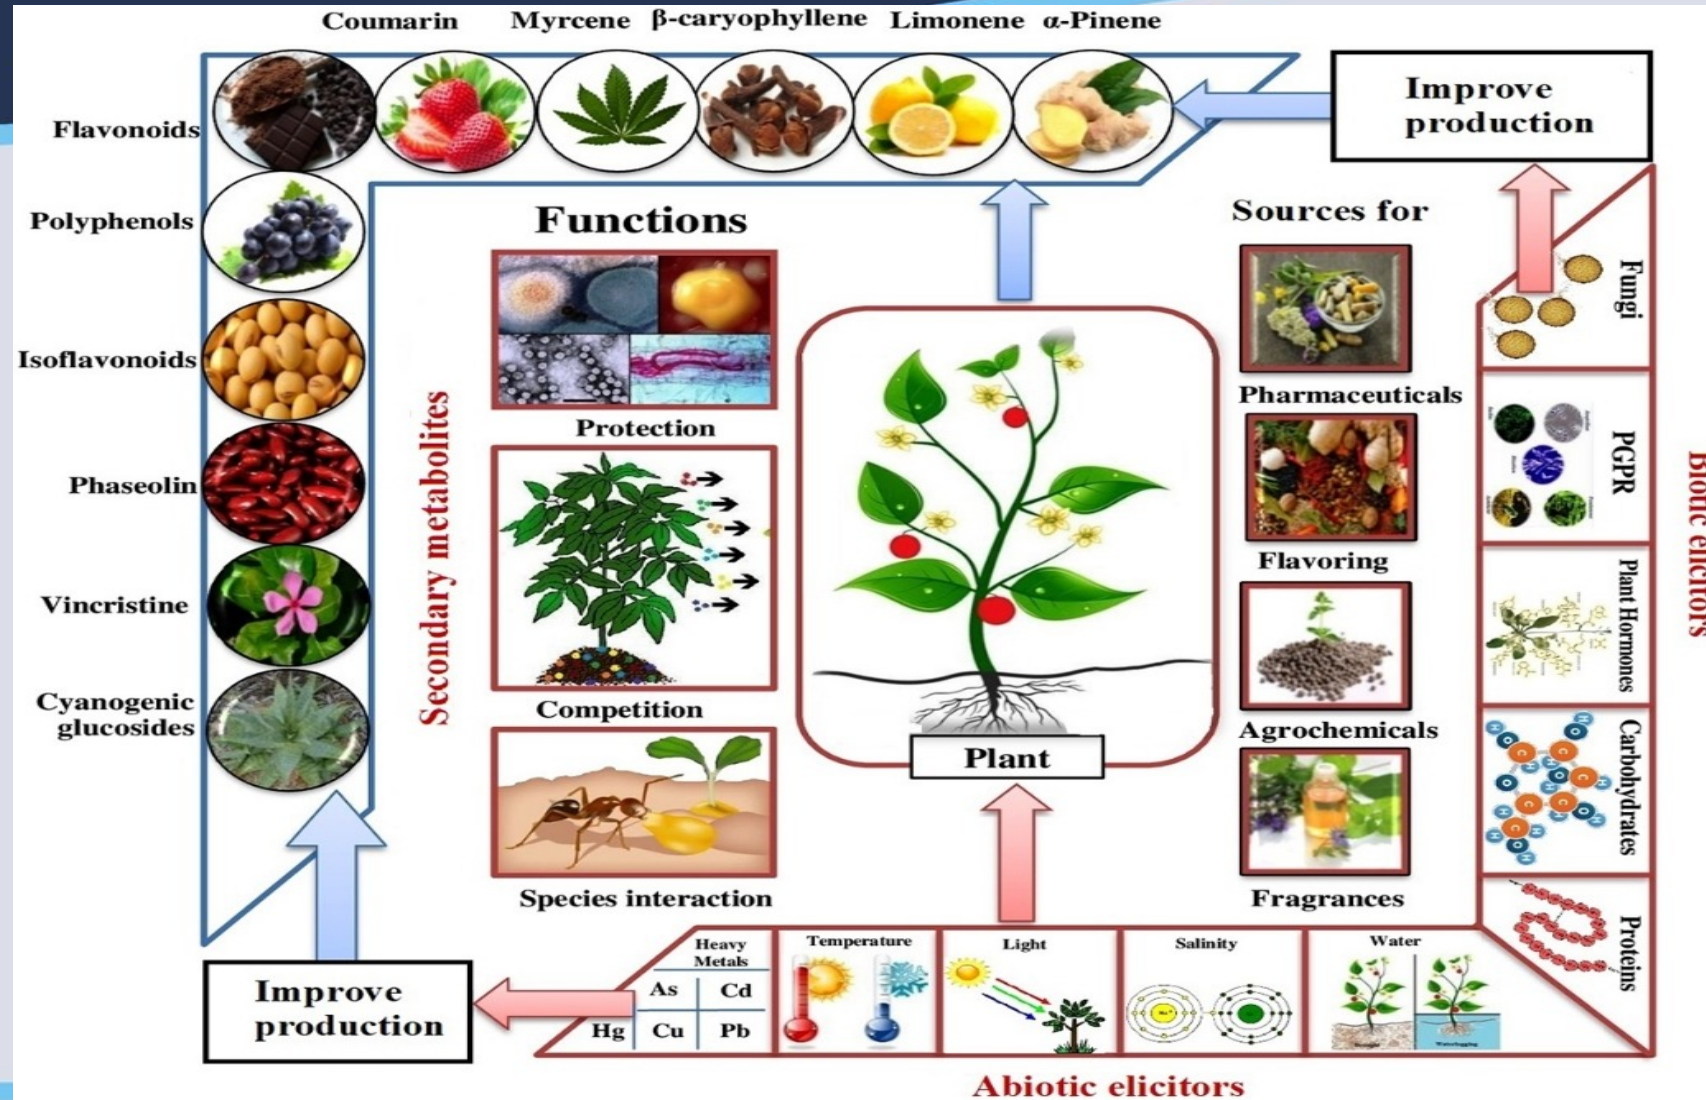 Coumarin
Myrcene
β-caryophyllene
Limonene
α-Pinene
Flavonoids
Polyphenols
Isoflavonoids
Phaseolin
Vincristine
Cyanogenic
glucosides
Improve
production
Secondary metabolites
Functions
Protection
Competition
Species interaction
Plant
Sources for
Pharmaceuticals
Flavoring
Agrochemicals
Fragrances
Improve
production
Fungi
PGPR
Plant Hormones
Carbohydrates
Proteins
Biotic elicitors
Heavy
Metals
As
Cd
Hg
Cu
Pb
Temperature
Light
Salinity
Water
Waterlogging
Abiotic elicitors